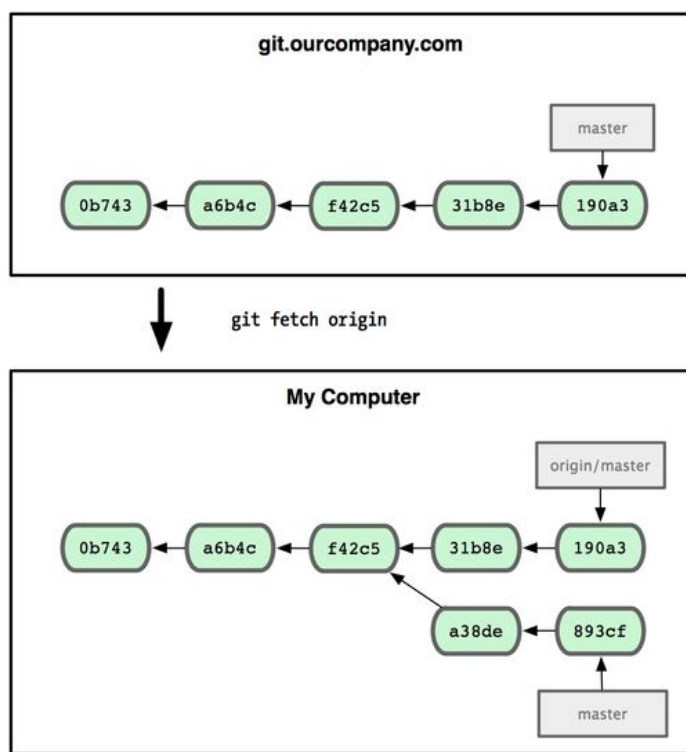 git.ourcompany.com
master
0b743 a6b4c f42c5 31b8e 190a3
git fetch origin
My Computer
origin/master
0b743 a6b4c f42c5 31b8e 190a3
a38de 893cf
master